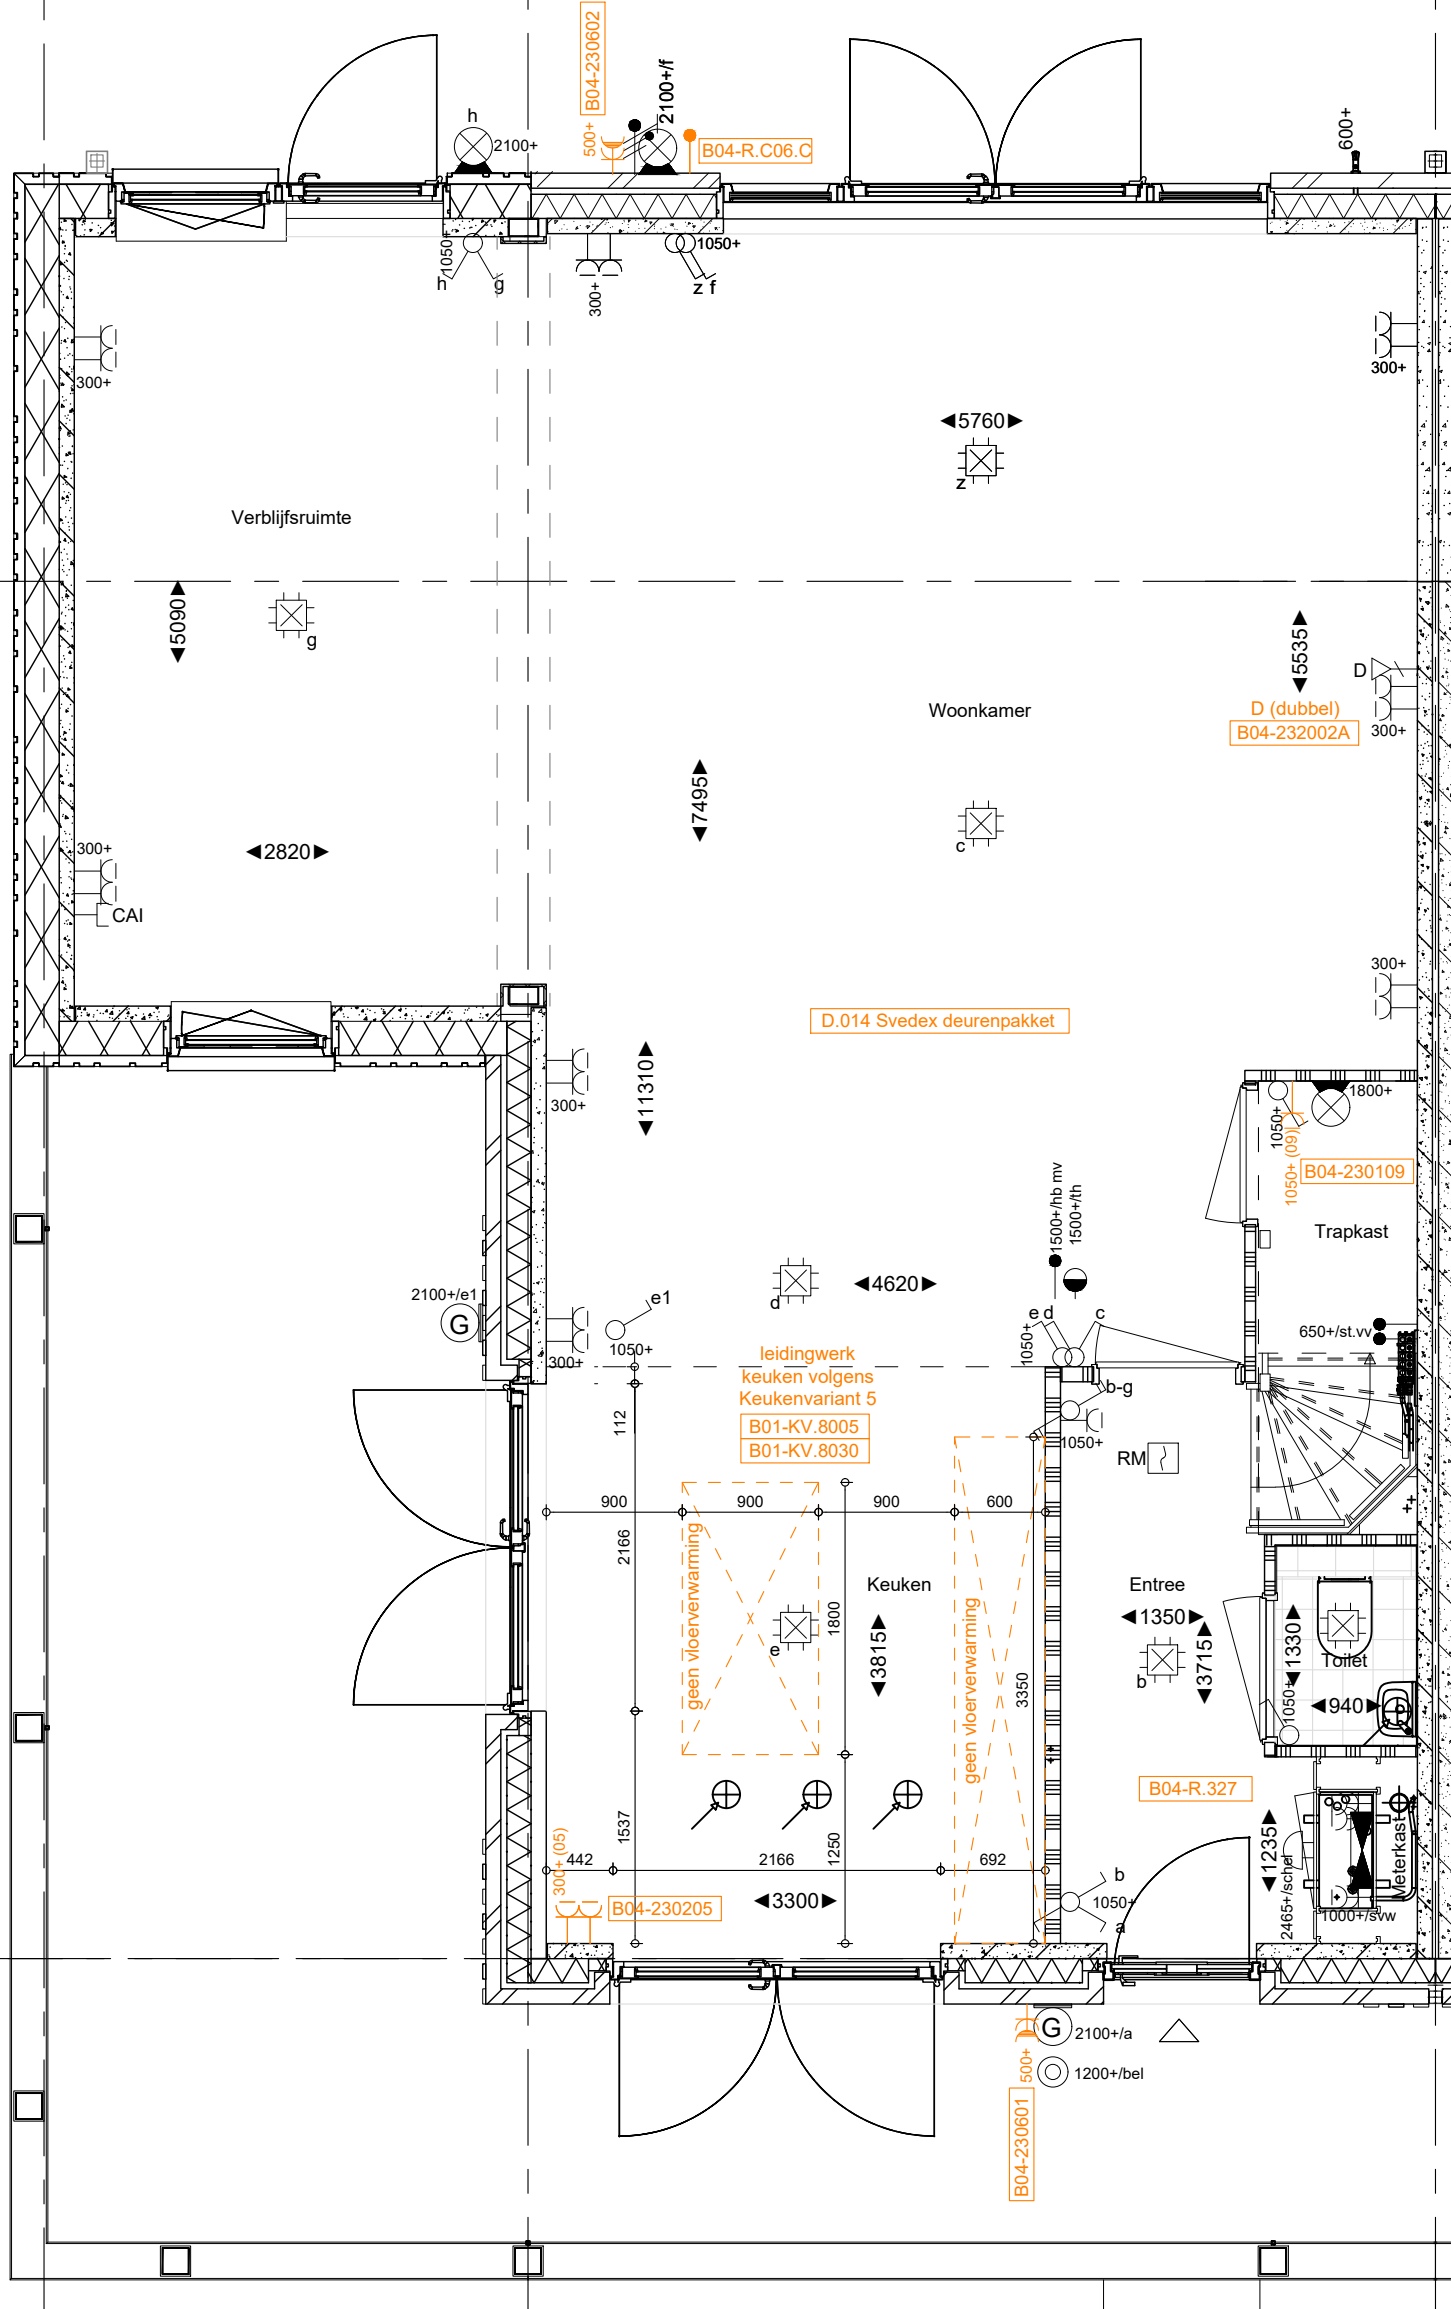 B04-230602
500+
2100+/f
h
2100+
B04-R.C06.C
600+
1050+
h
g
300+
1050+
z f
300+
300+
5760
z
Verblijfsruimte
5090
g
5535
D
D (dubbel)
B04-232002A
300+
Woonkamer
7495
c
2820
300+
CAI
300+
D.014 Svedex deurenpakket
11310
300+
1800+
1050+
1050+ (09)
B04-230109
Trapkast
1500+/hb mv
1500+/th
d
4620
2100+/e1
G
e1
1050+
300+
e d
c
1050+
650+/st.vv
leidingwerk
keuken volgens
Keukenvariant 5
B01-KV.8005
B01-KV.8030
b-g
1050+
RM
112
900
900
900
600
2166
geen vloerverwarming
Keuken
1800
e
3815
geen vloerverwarming
3350
Entree
1350
3715
b
1330
Toilet
1050+
940
B04-R.327
1537
1250
300+ (05)
442
2166
692
B04-230205
3300
b
1050+
a
11235
2465+/schel
Meterkast
1000+/svw
G
2100+/a
500+
1200+/bel
B04-230601